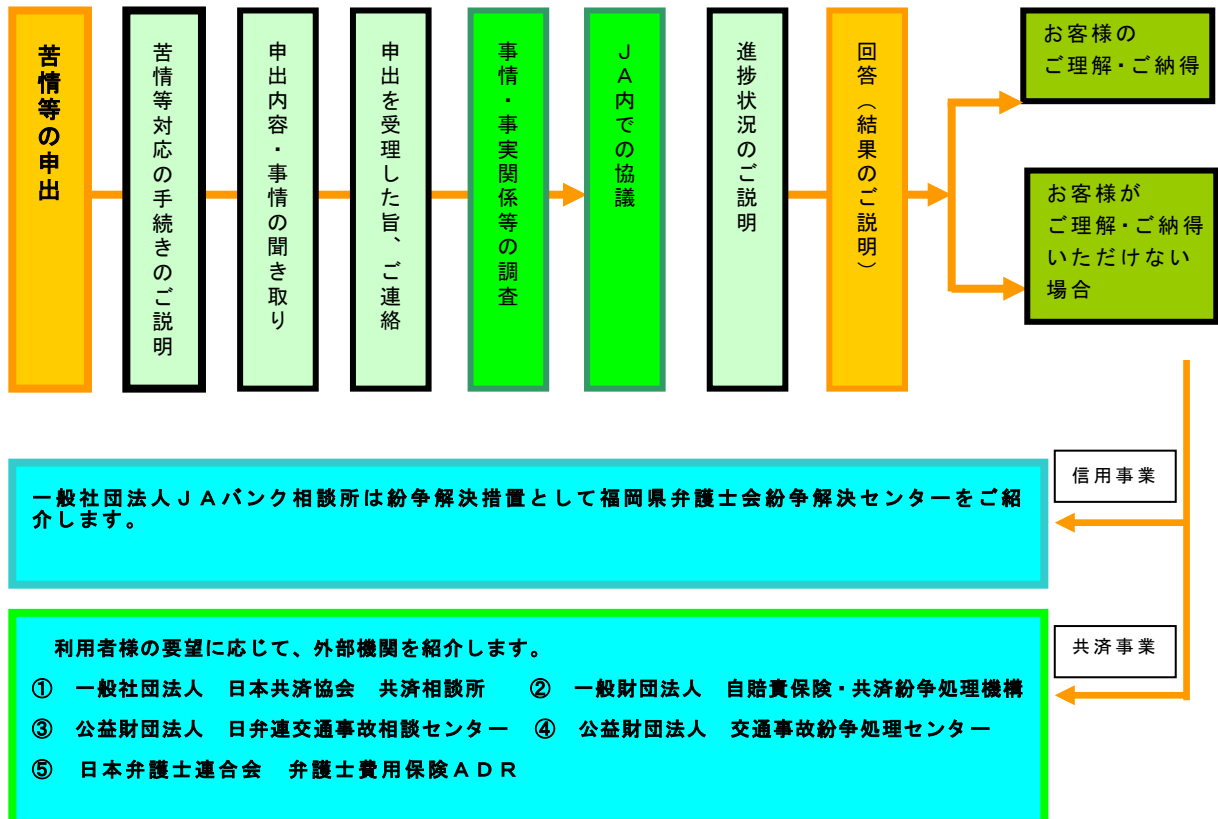 苦情等の申出
苦情等対応の手続きのご説明
申出内容・事情の聞き取り
申出を受理した旨、ご連絡
事情・事実関係等の調査
ＪＡ内での協議
進捗状況のご説明
回答（結果のご説明）
お客様の
ご理解・ご納得
お客様が
ご理解・ご納得
いただけない
場合
信用事業
一般社団法人ＪＡバンク相談所は紛争解決措置として福岡県弁護士会紛争解決センターをご紹
介します。
共済事業
利用者様の要望に応じて、外部機関を紹介します。
① 一般社団法人　日本共済協会　共済相談所　② 一般財団法人　自賠責保険・共済紛争処理機構
③ 公益財団法人　日弁連交通事故相談センター　④ 公益財団法人　交通事故紛争処理センター
⑤ 日本弁護士連合会　弁護士費用保険ＡＤＲ